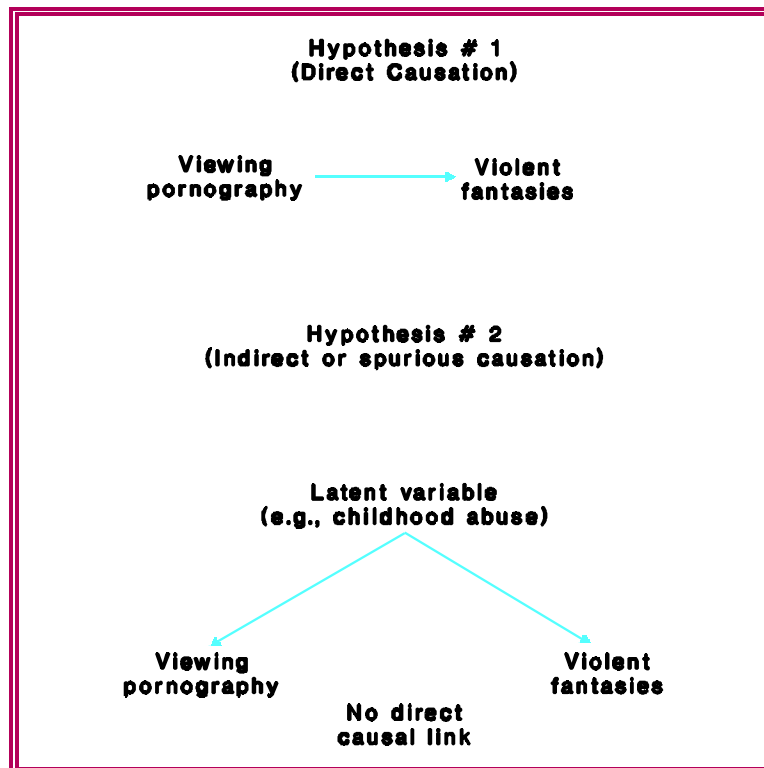 Hypothesis # 1
(Direct Causation)
Viewing
pornography
Violent
fantasies
Hypothesis # 2
(Indirect or spurious causation)
Latent variable
(e.g., childhood abuse)
Viewing
pornography
Violent
fantasies
No direct
causal link